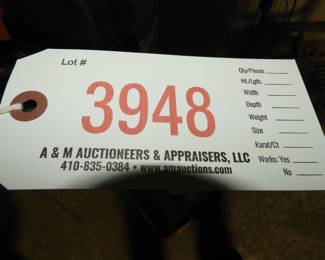 Lot #
3948
Qty/Pieces
Ht./Lgth.
Width
Depth
Weight
Size
Karat/Ct
Works: Yes
No
A & M AUCTIONEERS & APPRAISERS, LLC
410-835-0384 • www.amauctions.com